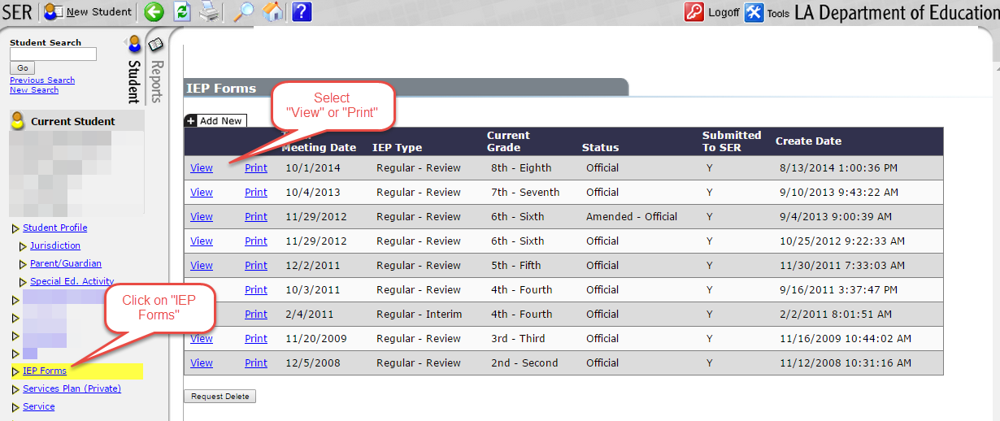 SER New Student Logoff Tools LA Department of Education
Student Search
Go
Previous Search
New Search
Student
Reports
Current Student
Student Profile
Jurisdiction
Parent/Guardian
Special Ed. Activity
Click on "IEP
Forms"
IEP Forms
Services Plan (Private)
Service
IEP Forms
Select
"View" or "Print"
Add New
Meeting Date IEP Type Current Grade Status Submitted To SER Create Date
View Print 10/1/2014 Regular - Review 8th - Eighth Official Y 8/13/2014 1:00:36 PM
View Print 10/4/2013 Regular - Review 7th - Seventh Official Y 9/10/2013 9:43:22 AM
View Print 11/29/2012 Regular - Review 6th - Sixth Amended - Official Y 9/4/2013 9:00:39 AM
View Print 11/29/2012 Regular - Review 6th - Sixth Official Y 10/25/2012 9:22:33 AM
View Print 12/2/2011 Regular - Review 5th - Fifth Official Y 11/30/2011 7:33:03 AM
Print 10/3/2011 Regular - Review 4th - Fourth Official Y 9/16/2011 3:37:47 PM
Print 2/4/2011 Regular - Interim 4th - Fourth Official Y 2/2/2011 8:01:51 AM
View Print 11/20/2009 Regular - Review 3rd - Third Official Y 11/16/2009 10:44:02 AM
View Print 12/5/2008 Regular - Review 2nd - Second Official Y 11/12/2008 10:31:16 AM
Request Delete